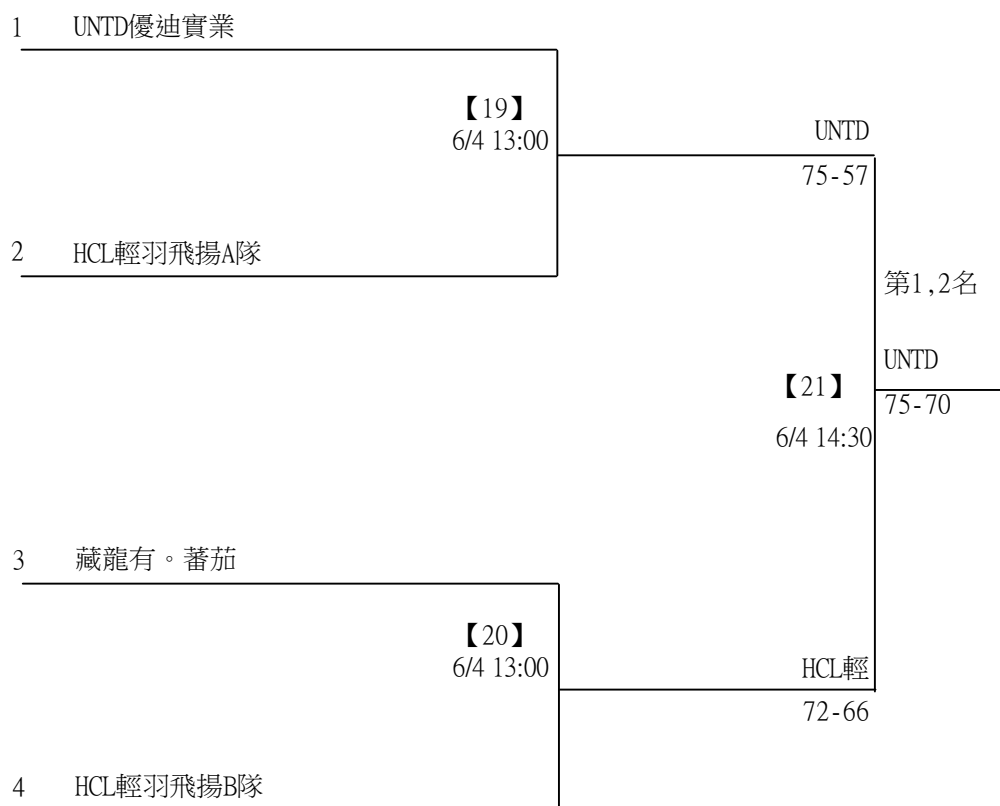 1 UNTD優迪實業
【19】
6/4 13:00
UNTD
75-57
2 HCL輕羽飛揚A隊
第1,2名
UNTD
【21】
75-70
6/4 14:30
3 藏龍有。蕃茄
【20】
6/4 13:00
HCL輕
72-66
4 HCL輕羽飛揚B隊